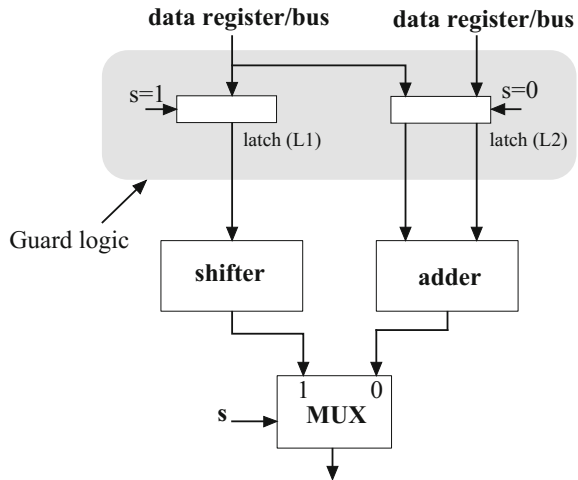 data register/bus
data register/bus
s=1
s=0
latch (L1)
latch (L2)
Guard logic
shifter
adder
1
0
MUX
s